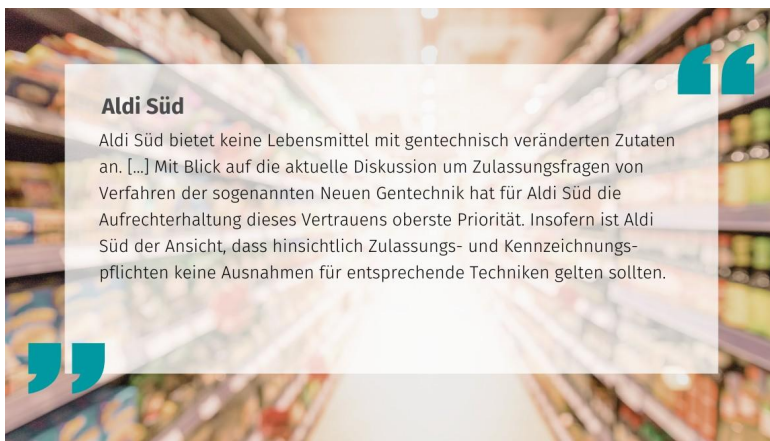 Aldi Süd
Aldi Süd bietet keine Lebensmittel mit gentechnisch veränderten Zutaten
an. [...] Mit Blick auf die aktuelle Diskussion um Zulassungsfragen von
Verfahren der sogenannten Neuen Gentechnik hat für Aldi Süd die
Aufrechterhaltung dieses Vertrauens oberste Priorität. Insofern ist Aldi
Süd der Ansicht, dass hinsichtlich Zulassungs- und Kennzeichnungs-
pflichten keine Ausnahmen für entsprechende Techniken gelten sollten.